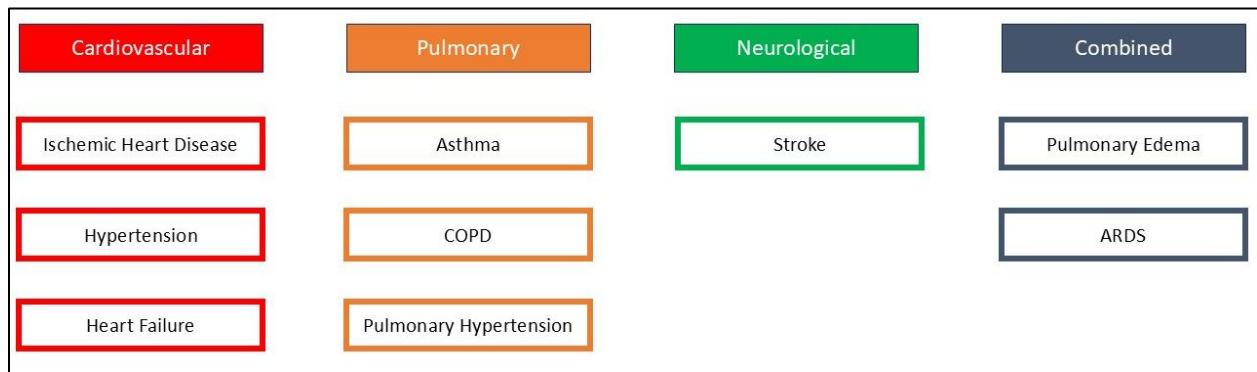 Cardiovascular
Pulmonary
Neurological
Combined
Ischemic Heart Disease
Asthma
Stroke
Pulmonary Edema
Hypertension
COPD
ARDS
Heart Failure
Pulmonary Hypertension